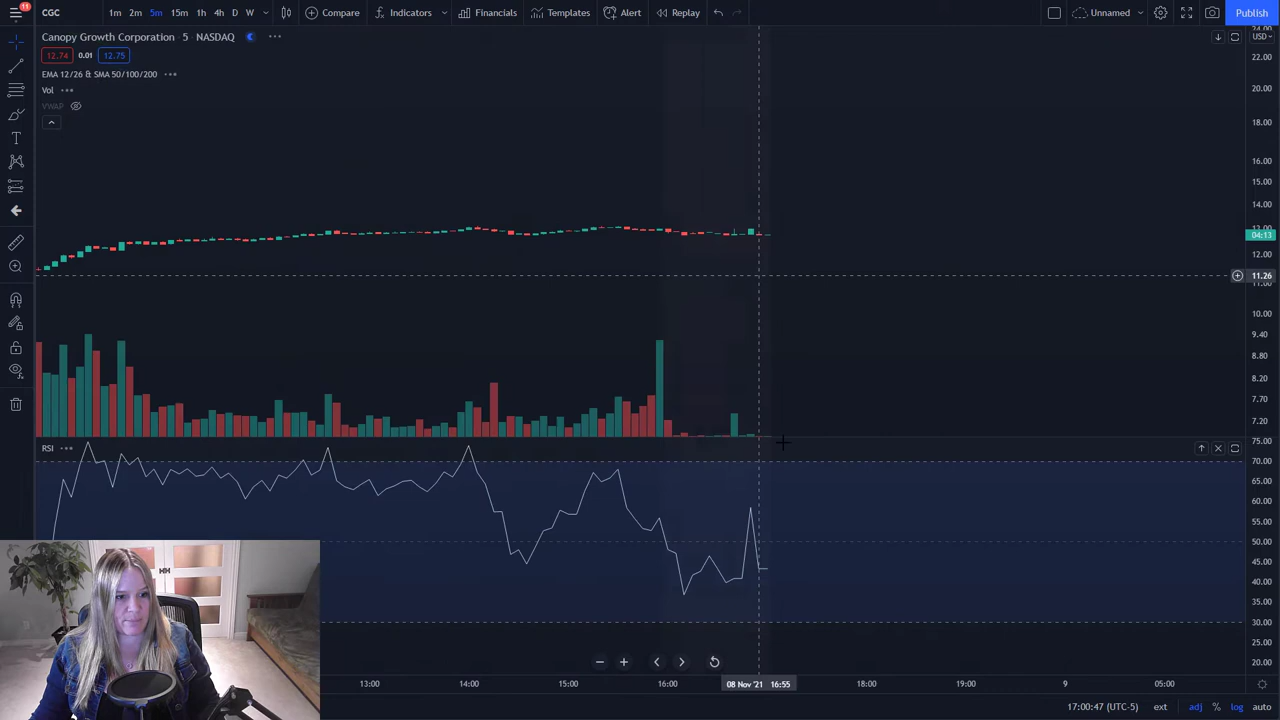 11 CGC 1m 2m 5m 15m 1h 4h D W Compare Indicators Financials Templates Alert Replay Unnamed Publish
Canopy Growth Corporation · 5 · NASDAQ
12.74 0.01 12.75
EMA 12/26 & SMA 50/100/200
Vol
VWAP
USD
22.00
20.00
18.00
16.00
15.00
14.00
04:13
12.00
11.26
10.00
9.40
8.80
8.20
7.70
7.20
75.00
RSI
70.00
65.00
60.00
55.00
50.00
45.00
40.00
35.00
30.00
25.00
20.00
13:00 14:00 15:00 16:00 08 Nov '21 16:55 18:00 19:00 9 05:00
17:00:47 (UTC-5) ext adj % log auto